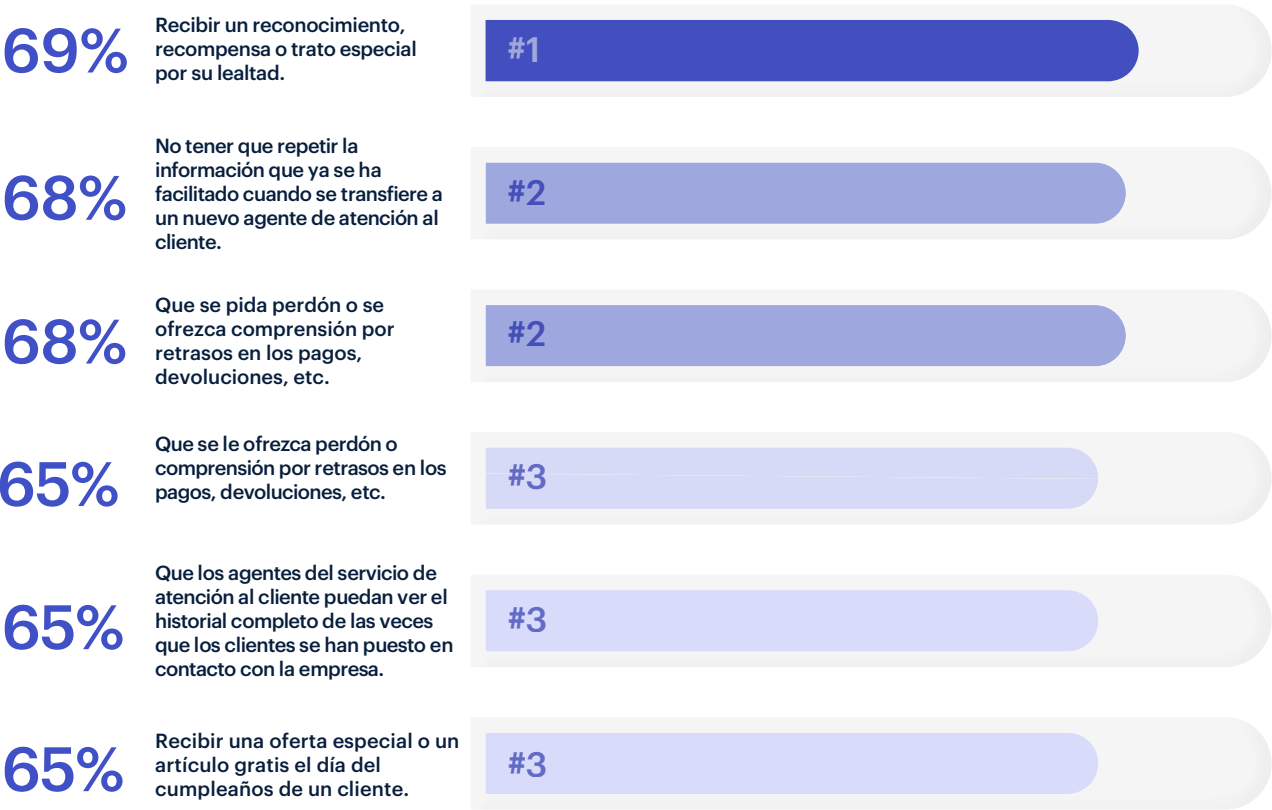 69%
Recibir un reconocimiento,
recompensa o trato especial
por su lealtad.
#1
68%
No tener que repetir la
información que ya se ha
facilitado cuando se transfiere a
un nuevo agente de atención al
cliente.
#2
68%
Que se pida perdón o se
ofrezca comprensión por
retrasos en los pagos,
devoluciones, etc.
#2
65%
Que se le ofrezca perdón o
comprensión por retrasos en los
pagos, devoluciones, etc.
#3
65%
Que los agentes del servicio de
atención al cliente puedan ver el
historial completo de las veces
que los clientes se han puesto en
contacto con la empresa.
#3
65%
Recibir una oferta especial o un
artículo gratis el día del
cumpleaños de un cliente.
#3